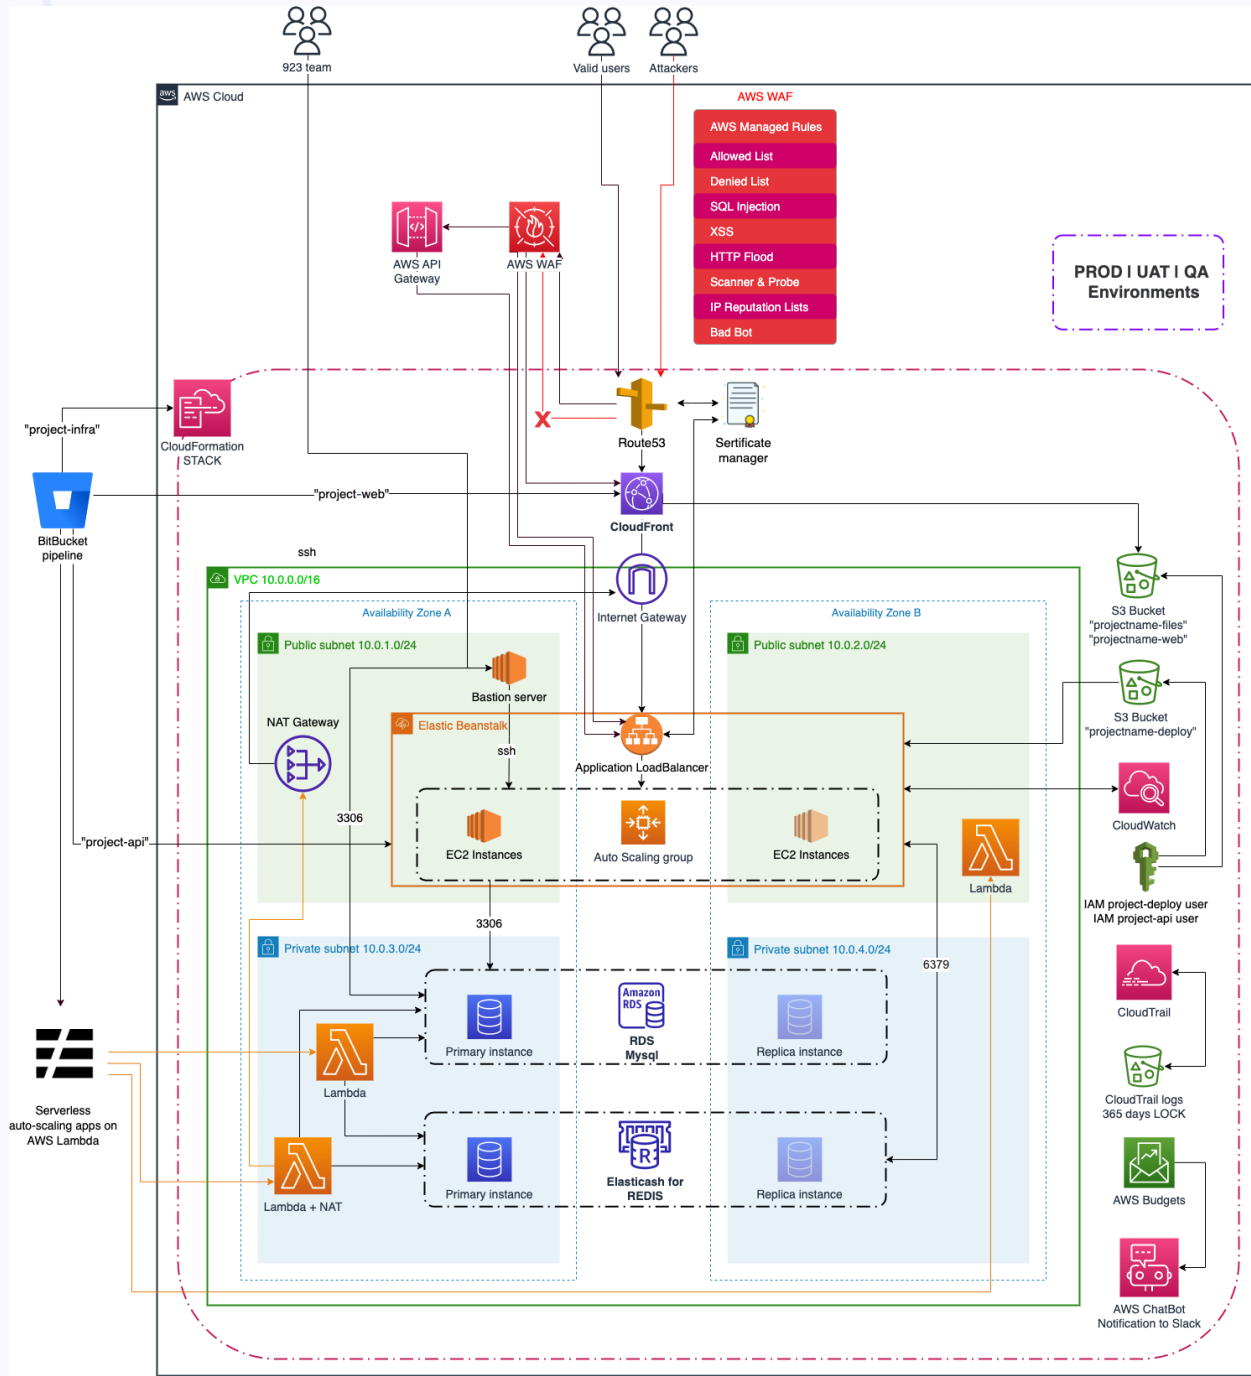 923 team
Valid users
Attackers
aws
AWS Cloud
AWS WAF
AWS Managed Rules
Allowed List
Denied List
SQL Injection
XSS
HTTP Flood
Scanner & Probe
IP Reputation Lists
Bad Bot
AWS API
Gateway
AWS WAF
PROD | UAT | QA
Environments
"project-infra"
CloudFormation
STACK
X
Route53
Sertificate
manager
BitBucket
pipeline
"project-web"
CloudFront
ssh
VPC 10.0.0.0/16
Availability Zone A
Internet Gateway
Availability Zone B
S3 Bucket
"projectname-files"
"projectname-web"
Public subnet 10.0.1.0/24
Public subnet 10.0.2.0/24
Bastion server
S3 Bucket
"projectname-deploy"
NAT Gateway
Elastic Beanstalk
ssh
Application LoadBalancer
3306
CloudWatch
"project-api"
EC2 Instances
Auto Scaling group
EC2 Instances
Lambda
IAM project-deploy user
IAM project-api user
3306
Private subnet 10.0.3.0/24
Private subnet 10.0.4.0/24
6379
Amazon
RDS
CloudTrail
RDS
Mysql
Primary instance
Replica instance
Lambda
CloudTrail logs
365 days LOCK
Serverless
auto-scaling apps on
AWS Lambda
R
Elasticash for
REDIS
Primary instance
Replica instance
Lambda + NAT
AWS Budgets
AWS ChatBot
Notification to Slack